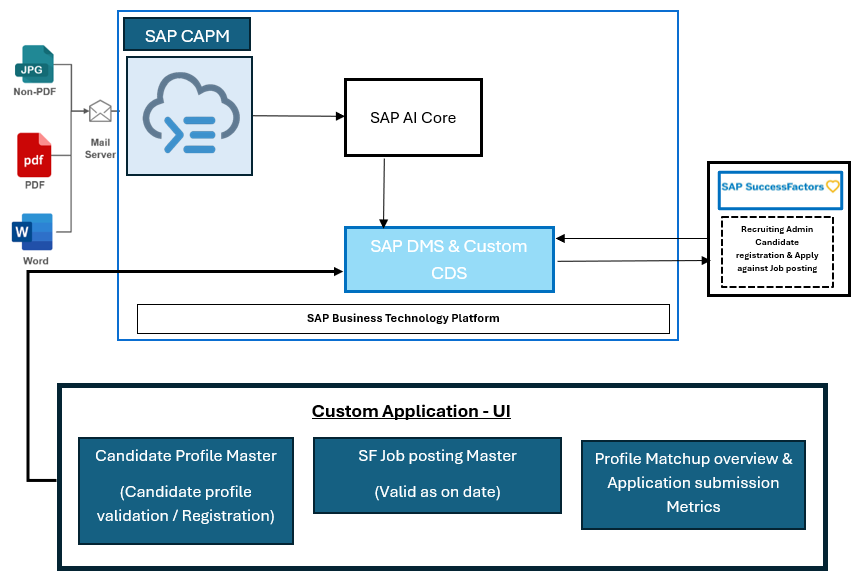 SAP CAPM
JPG
Non-PDF
Mail
Server
pdf
PDF
W
Word
SAP AI Core
SAP DMS & Custom
CDS
SAP SuccessFactors
Recruiting Admin
Candidate
registration & Apply
against Job posting
SAP Business Technology Platform
Custom Application - UI
Candidate Profile Master
(Candidate profile
validation / Registration)
SF Job posting Master
(Valid as on date)
Profile Matchup overview &
Application submission
Metrics